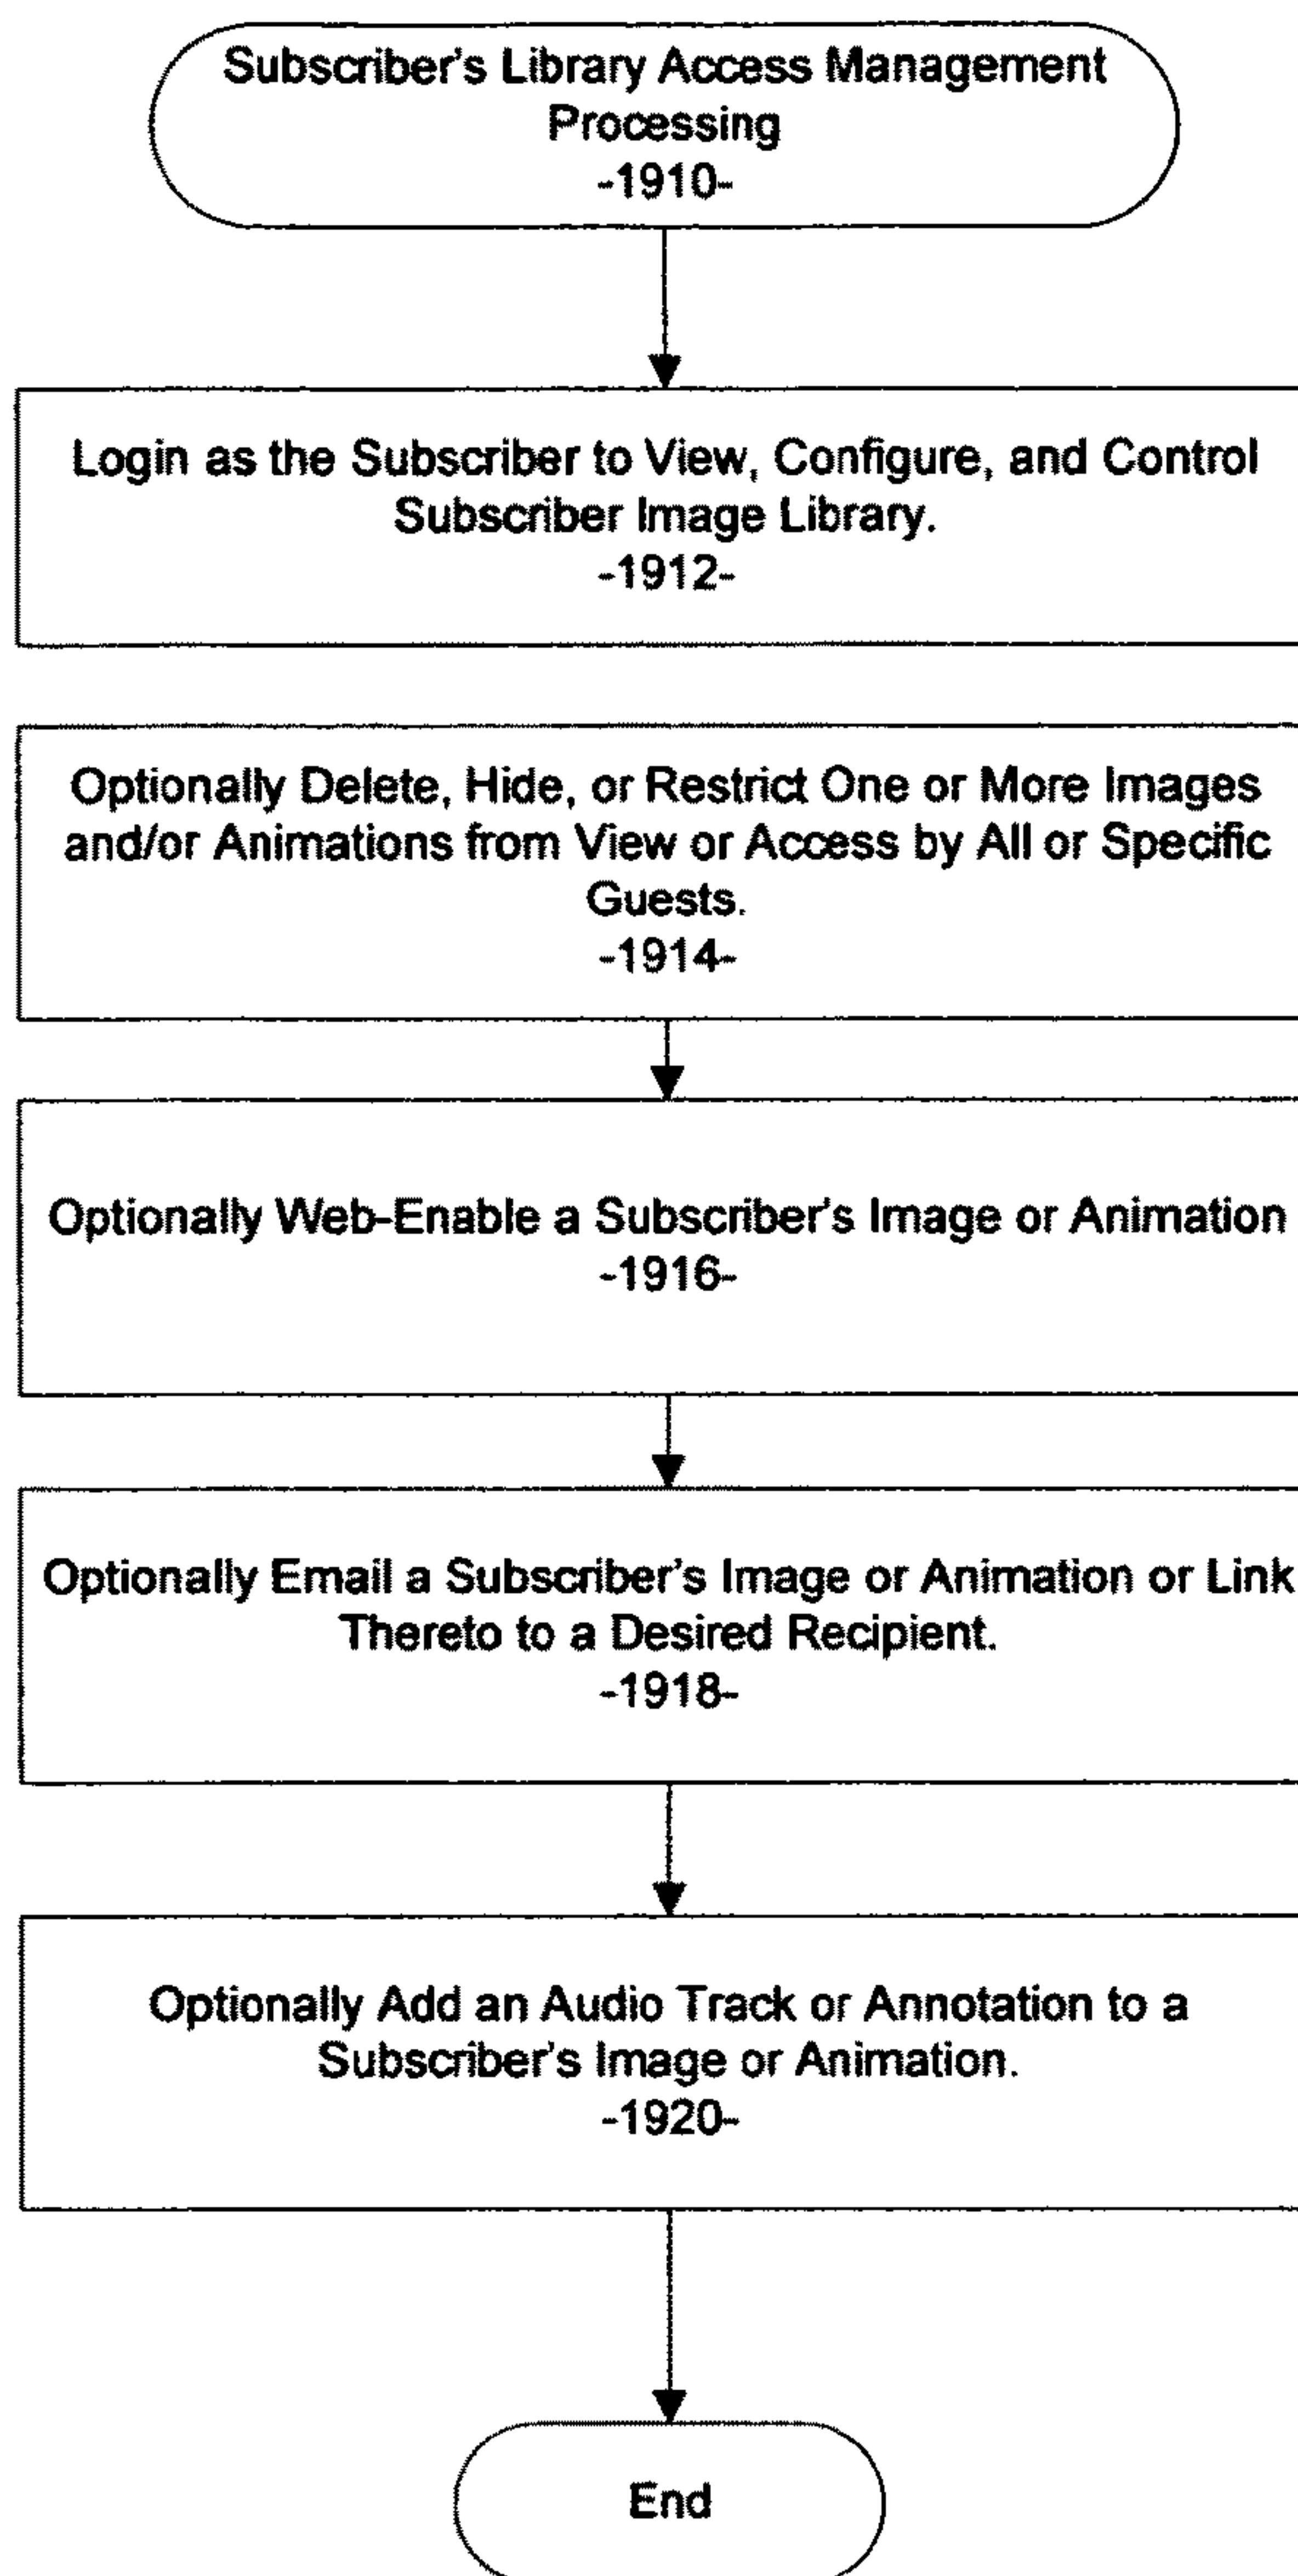 Subscriber's Library Access Management
Processing
-1910-
Login as the Subscriber to View, Configure, and Control
Subscriber Image Library.
-1912-
Optionally Delete, Hide, or Restrict One or More Images
and/or Animations from View or Access by All or Specific
Guests.
-1914-
Optionally Web-Enable a Subscriber's Image or Animation
-1916-
Optionally Email a Subscriber's Image or Animation or Link
Thereto to a Desired Recipient.
-1918-
Optionally Add an Audio Track or Annotation to a
Subscriber's Image or Animation.
-1920-
End